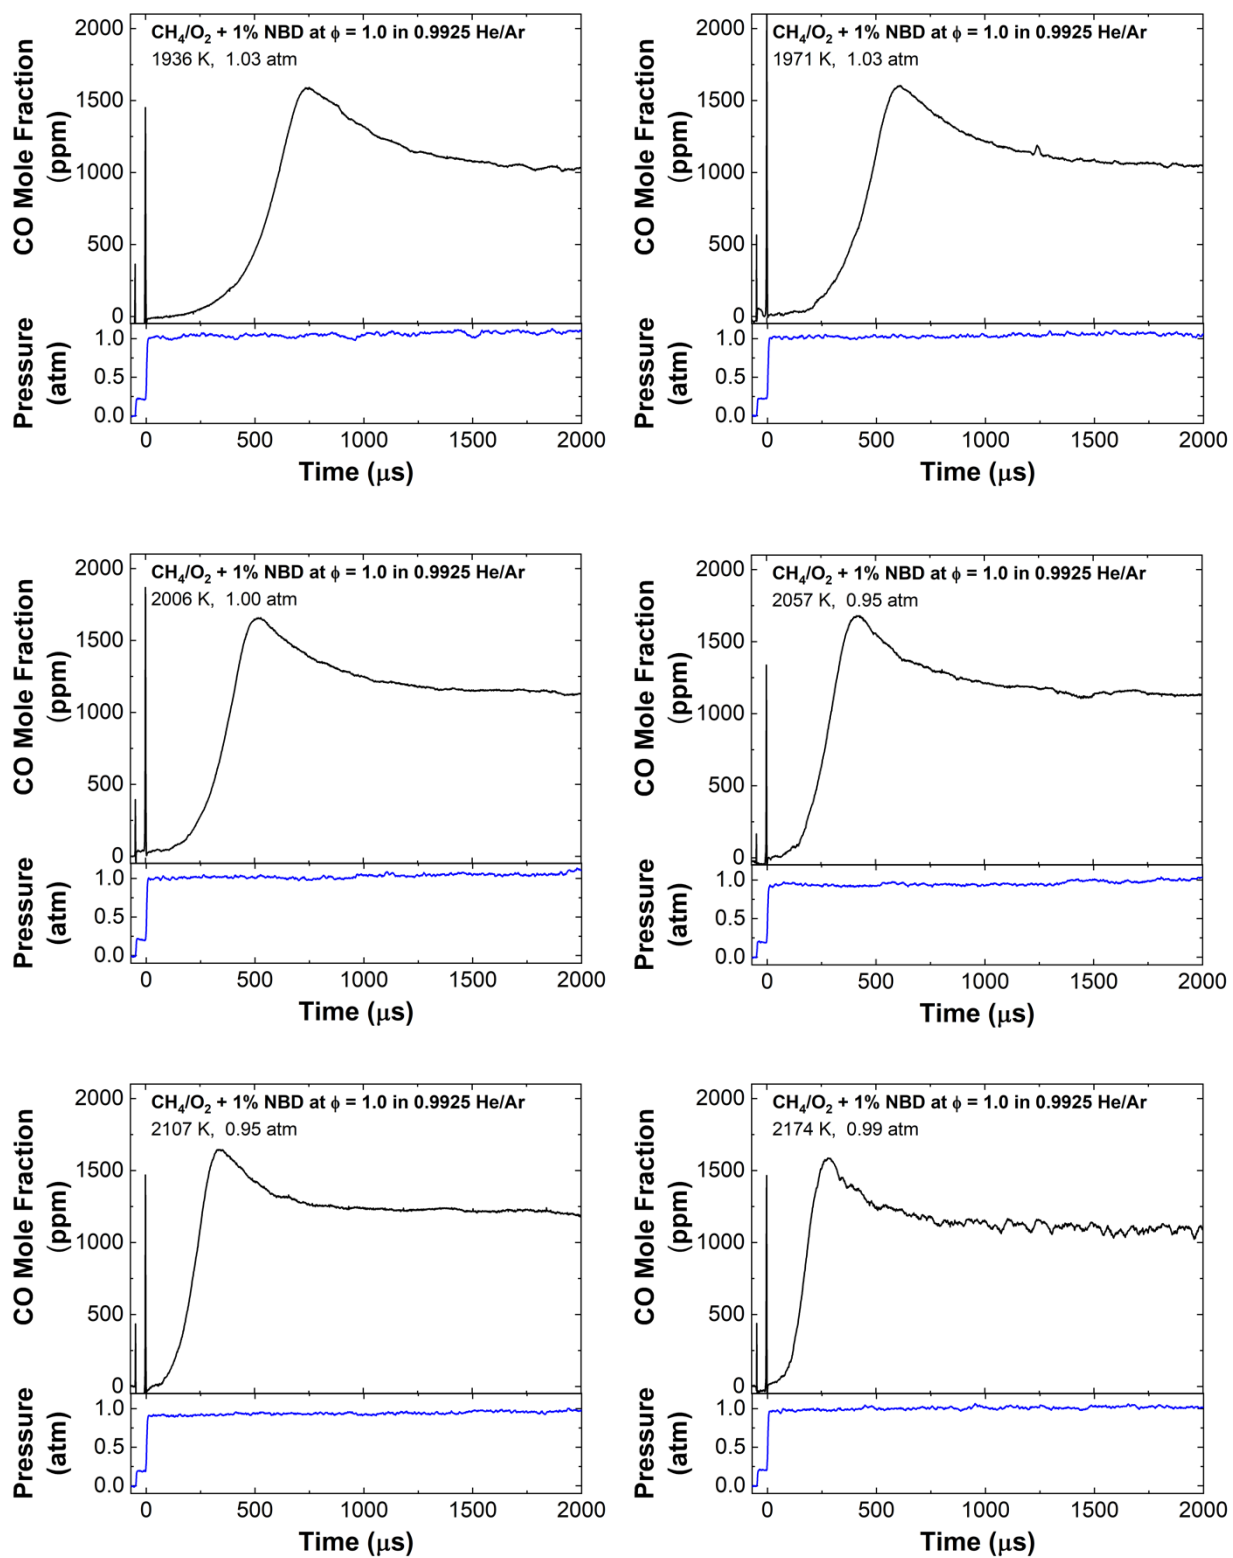 CH₄/O₂ + 1% NBD at ϕ = 1.0 in 0.9925 He/Ar
1936 K, 1.03 atm
2000
1500
1000
500
0
CO Mole Fraction
(ppm)
1.0
0.5
0.0
Pressure
(atm)
0 500 1000 1500 2000
Time (μs)
CH₄/O₂ + 1% NBD at ϕ = 1.0 in 0.9925 He/Ar
1971 K, 1.03 atm
2000
1500
1000
500
0
CO Mole Fraction
(ppm)
1.0
0.5
0.0
Pressure
(atm)
0 500 1000 1500 2000
Time (μs)
CH₄/O₂ + 1% NBD at ϕ = 1.0 in 0.9925 He/Ar
2006 K, 1.00 atm
2000
1500
1000
500
0
CO Mole Fraction
(ppm)
1.0
0.5
0.0
Pressure
(atm)
0 500 1000 1500 2000
Time (μs)
CH₄/O₂ + 1% NBD at ϕ = 1.0 in 0.9925 He/Ar
2057 K, 0.95 atm
2000
1500
1000
500
0
CO Mole Fraction
(ppm)
1.0
0.5
0.0
Pressure
(atm)
0 500 1000 1500 2000
Time (μs)
CH₄/O₂ + 1% NBD at ϕ = 1.0 in 0.9925 He/Ar
2107 K, 0.95 atm
2000
1500
1000
500
0
CO Mole Fraction
(ppm)
1.0
0.5
0.0
Pressure
(atm)
0 500 1000 1500 2000
Time (μs)
CH₄/O₂ + 1% NBD at ϕ = 1.0 in 0.9925 He/Ar
2174 K, 0.99 atm
2000
1500
1000
500
0
CO Mole Fraction
(ppm)
1.0
0.5
0.0
Pressure
(atm)
0 500 1000 1500 2000
Time (μs)